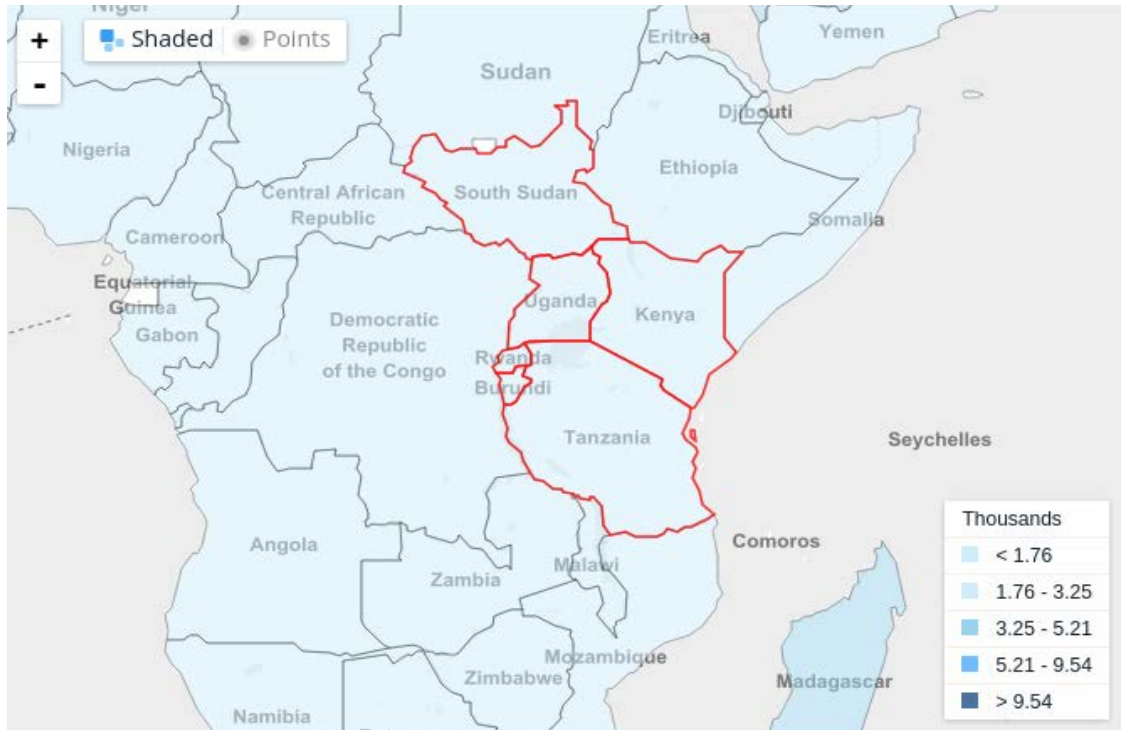 Niger
+
Shaded
Points
-
Eritrea
Yemen
Sudan
Djibouti
Nigeria
Ethiopia
Central African
Republic
South Sudan
Somalia
Cameroon
Equatorial
Guinea
Uganda
Kenya
Gabon
Democratic
Republic
of the Congo
Rwanda
Burundi
Tanzania
Seychelles
Thousands
Angola
Comoros
< 1.76
Malawi
Zambia
1.76 - 3.25
3.25 - 5.21
Mozambique
5.21 - 9.54
Zimbabwe
Madagascar
> 9.54
Namibia